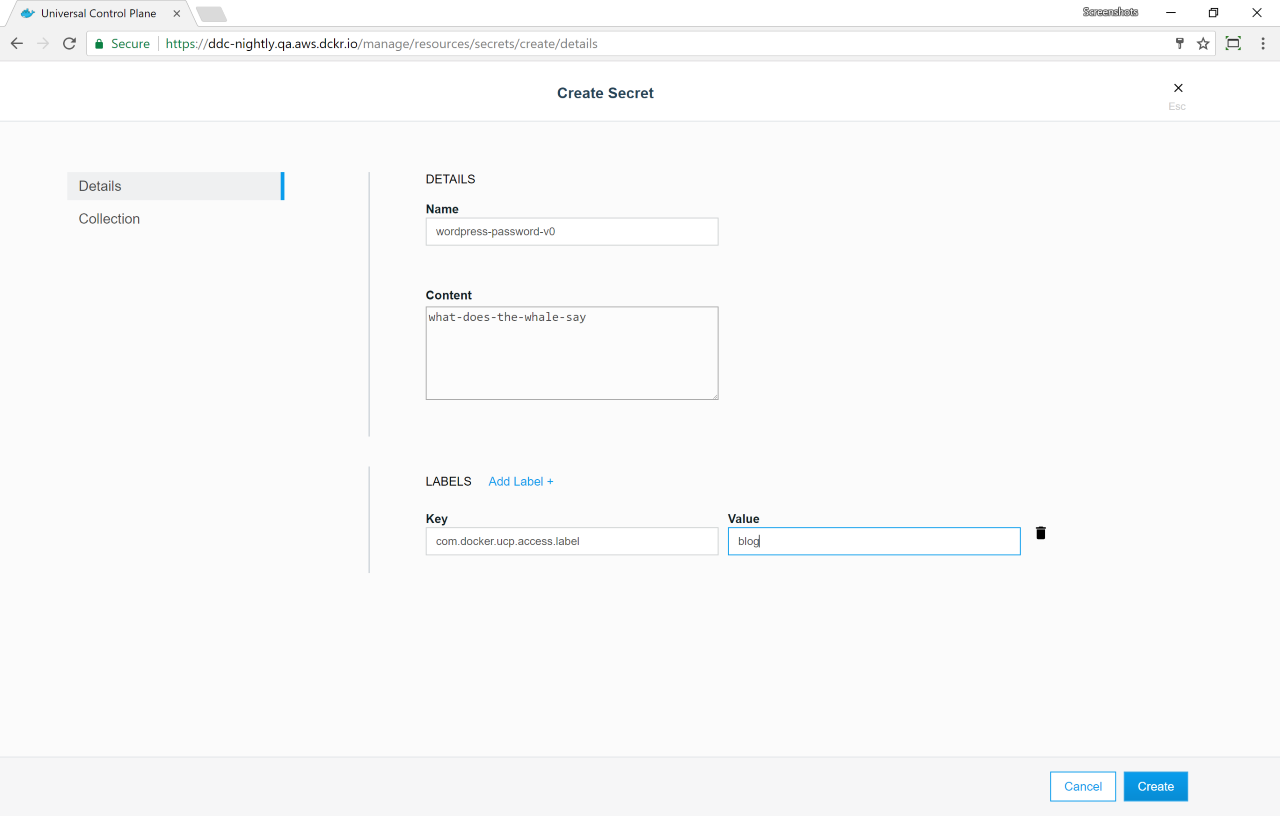 Universal Control Plane
Screenshots
Secure
https://ddc-nightly.qa.aws.dckr.io/manage/resources/secrets/create/details
Create Secret
Esc
Details
Collection
DETAILS
Name
wordpress-password-v0
Content
what-does-the-whale-say
LABELS Add Label +
Key Value
com.docker.ucp.access.label blog
Cancel Create